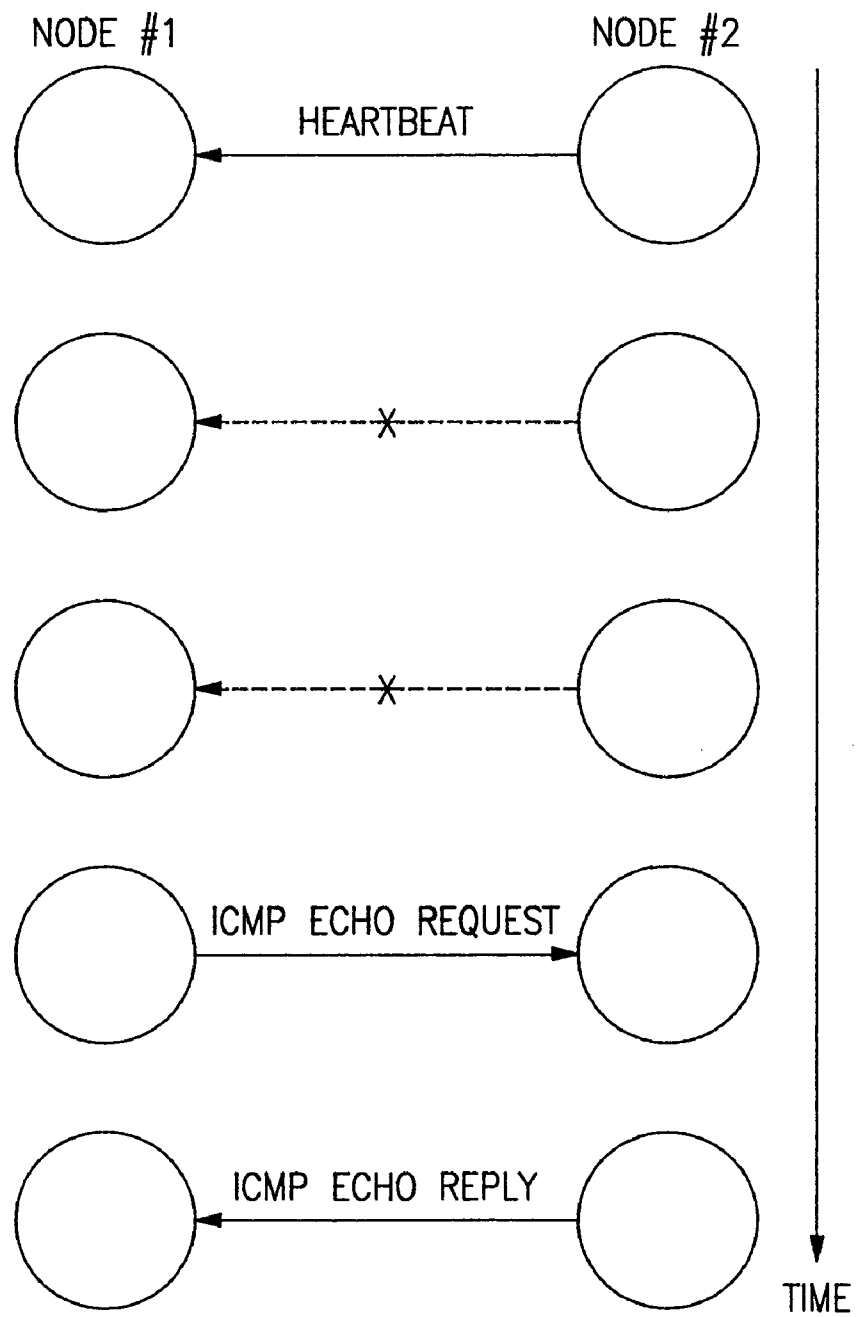 NODE #1
NODE #2
HEARTBEAT
X
X
ICMP ECHO REQUEST
ICMP ECHO REPLY
TIME